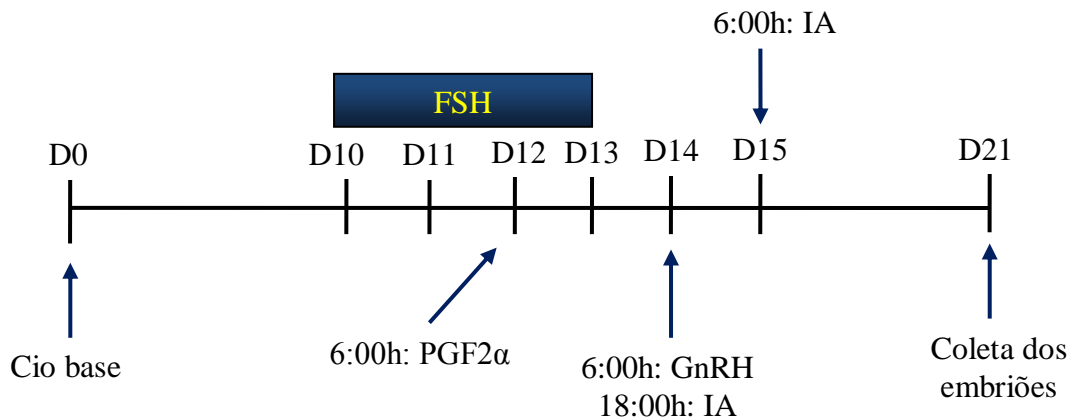 6:00h: IA
FSH
D0
D10
D11
D12
D13
D14
D15
D21
Cio base
6:00h: PGF2α
6:00h: GnRH
18:00h: IA
Coleta dos
embriões